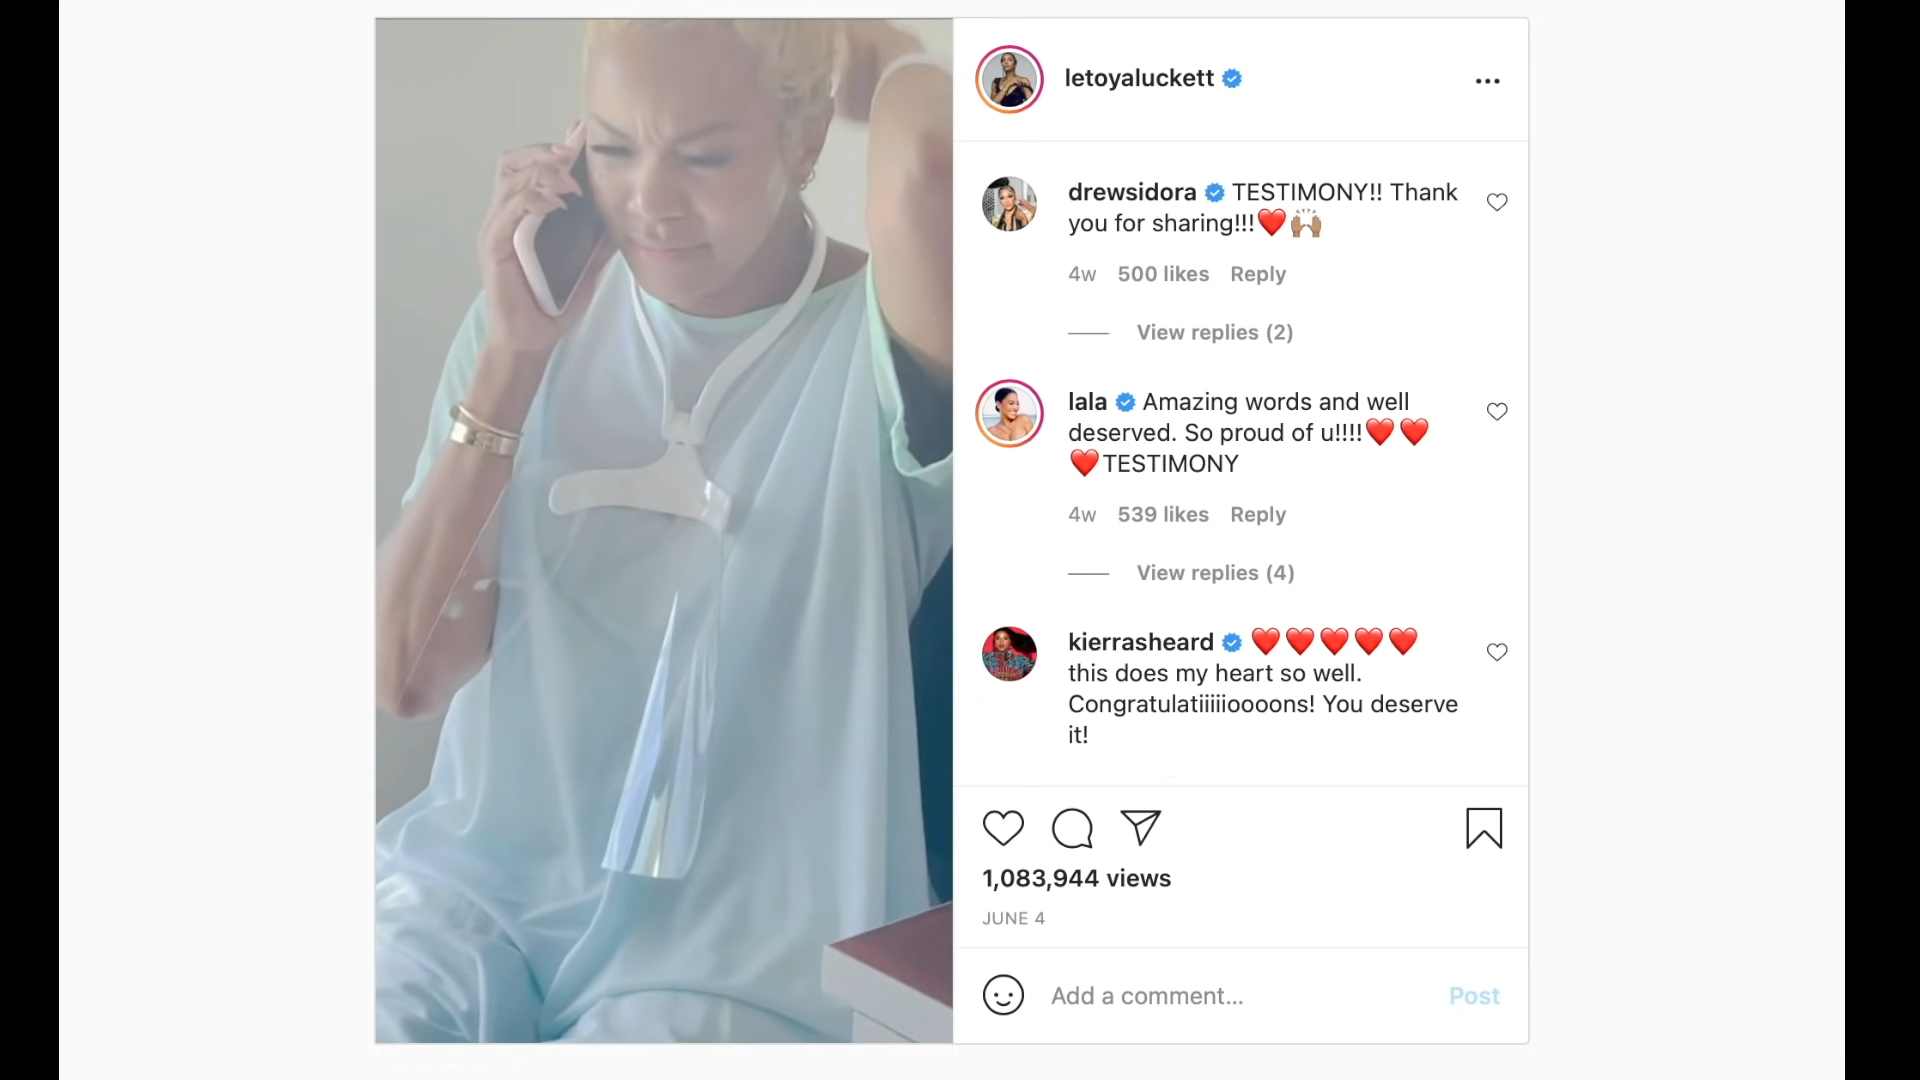 letoyaluckett
drewsidora TESTIMONY!! Thank
you for sharing!!!❤️🙌🏽
4w 500 likes Reply
View replies (2)
lala Amazing words and well
deserved. So proud of u!!!!❤️❤️
❤️TESTIMONY
4w 539 likes Reply
View replies (4)
kierrasheard ❤️❤️❤️❤️❤️
this does my heart so well.
Congratulatiiiiioooons! You deserve
it!
1,083,944 views
JUNE 4
Add a comment...
Post